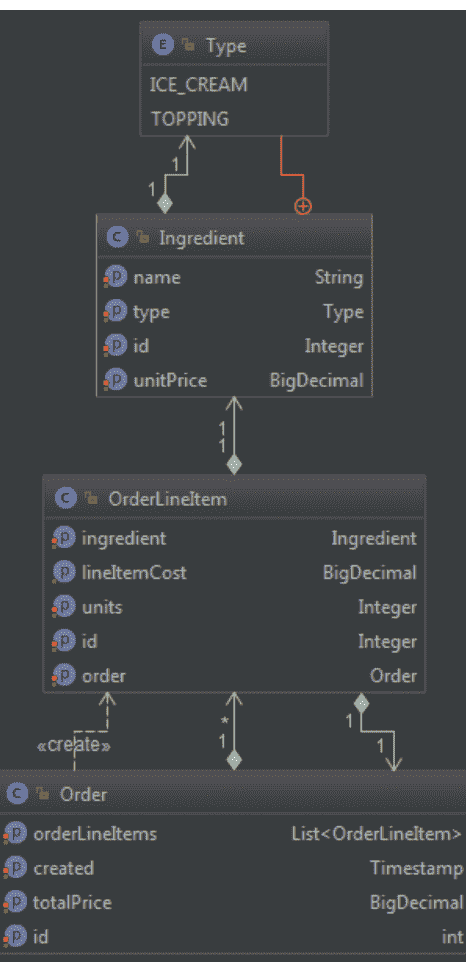 E Type
ICE_CREAM
TOPPING
1
1
C Ingredient
p name String
p type Type
p id Integer
p unitPrice BigDecimal
1
1
C OrderLineItem
p ingredient Ingredient
p lineItemCost BigDecimal
p units Integer
p id Integer
p order Order
«create»
*
1
1
1
C Order
p orderLineItems List<OrderLineItem>
p created Timestamp
p totalPrice BigDecimal
p id int